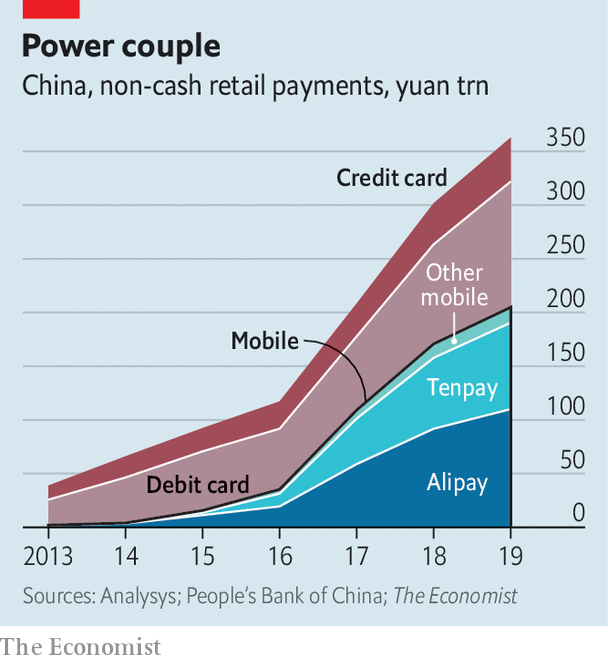 Power couple
China, non-cash retail payments, yuan trn
350
Credit card
300
250
Other
mobile
200
Mobile
150
Tenpay
100
Debit card
50
Alipay
0
2013 14 15 16 17 18 19
Sources: Analysys; People’s Bank of China; The Economist
The Economist